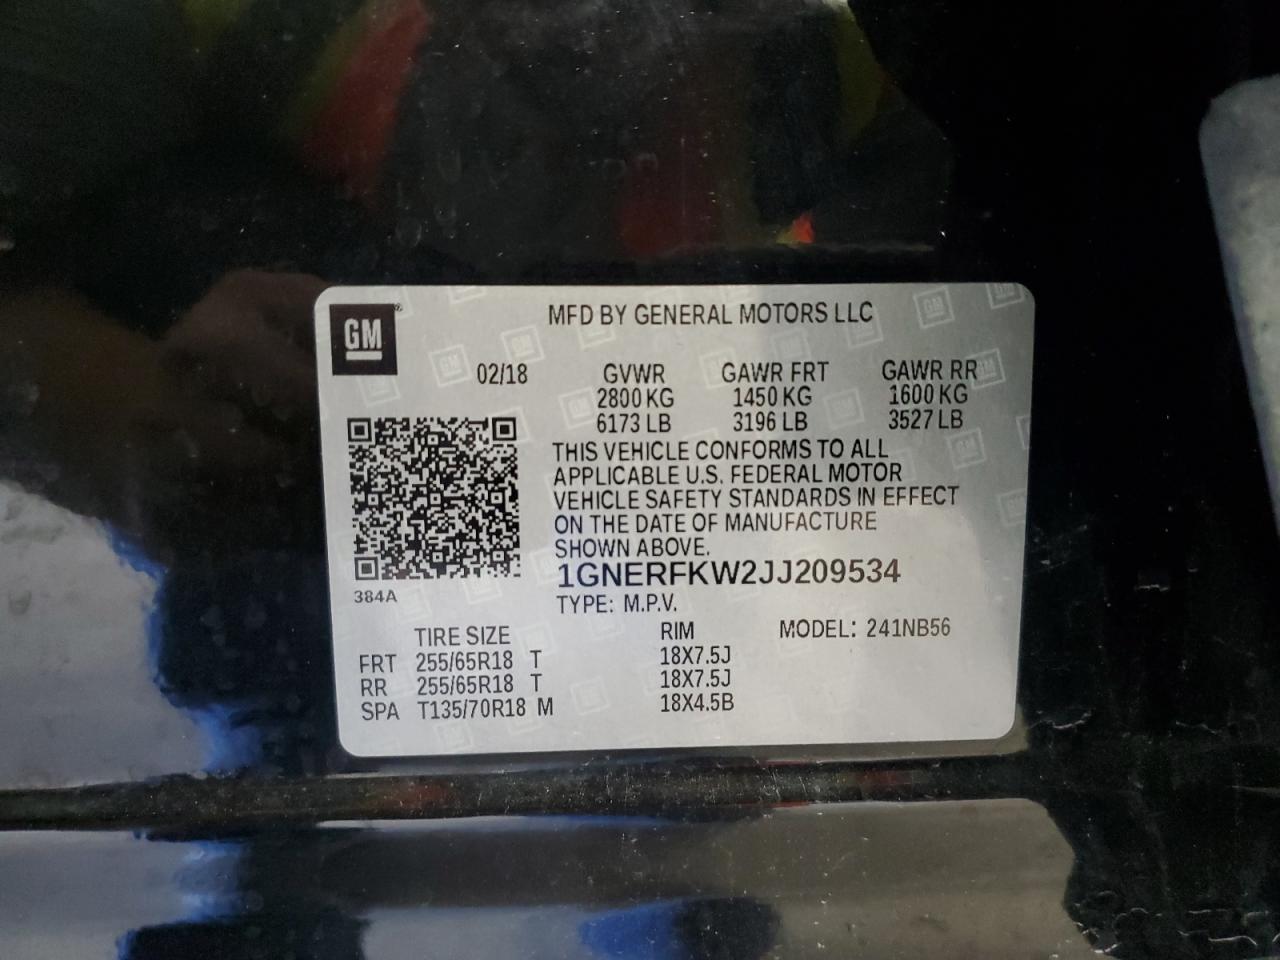 GM
MFD BY GENERAL MOTORS LLC
02/18 GVWR GAWR FRT GAWR RR
2800 KG 1450 KG 1600 KG
6173 LB 3196 LB 3527 LB
THIS VEHICLE CONFORMS TO ALL
APPLICABLE U.S. FEDERAL MOTOR
VEHICLE SAFETY STANDARDS IN EFFECT
ON THE DATE OF MANUFACTURE
SHOWN ABOVE.
1GNERFKW2JJ209534
384A
TYPE: M.P.V.
TIRE SIZE RIM MODEL: 241NB56
FRT 255/65R18 T 18X7.5J
RR 255/65R18 T 18X7.5J
SPA T135/70R18 M 18X4.5B